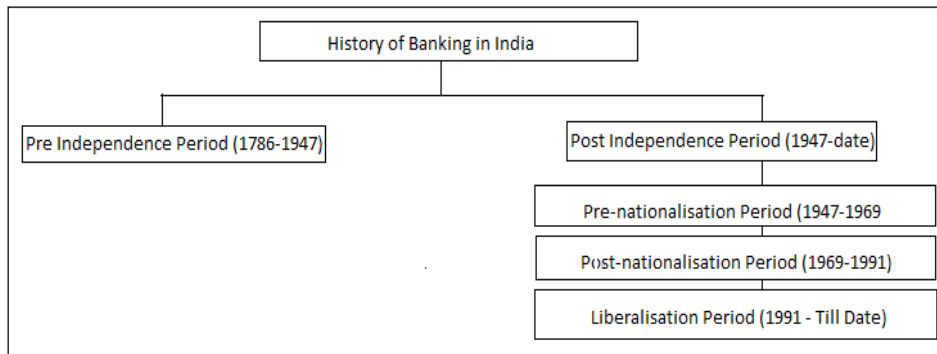 History of Banking in India
Pre Independence Period (1786-1947)
Post Independence Period (1947-date)
Pre-nationalisation Period (1947-1969
Post-nationalisation Period (1969-1991)
Liberalisation Period (1991 - Till Date)